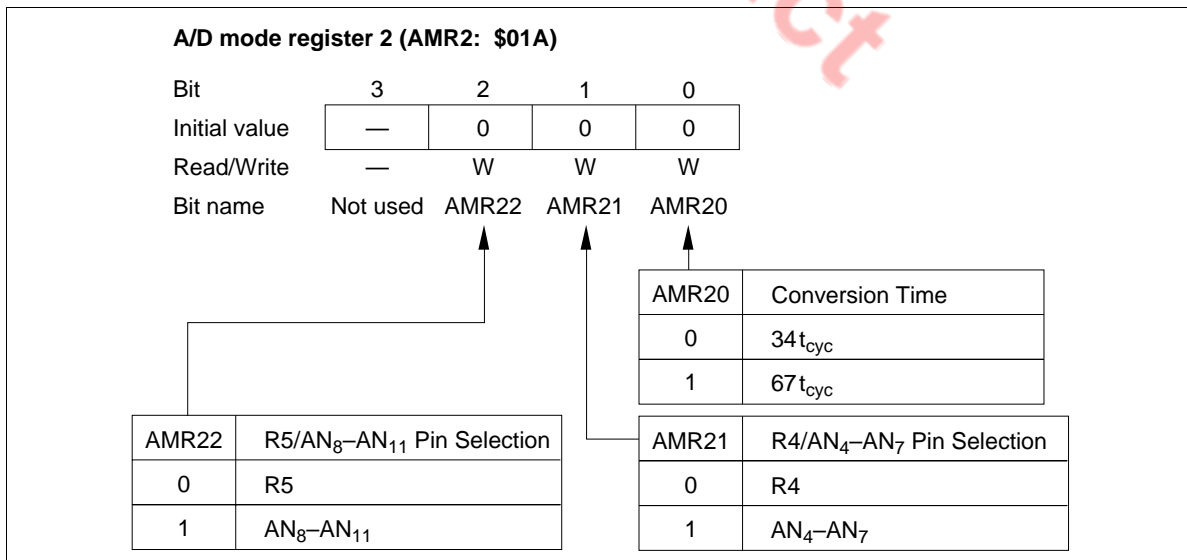 A/D mode register 2 (AMR2: $01A)
Bit 3 2 1 0
Initial value — 0 0 0
Read/Write — W W W
Bit name Not used AMR22 AMR21 AMR20
AMR20 Conversion Time
0 34tcyc
1 67tcyc
AMR22 R5/AN8–AN11 Pin Selection
0 R5
1 AN8–AN11
AMR21 R4/AN4–AN7 Pin Selection
0 R4
1 AN4–AN7